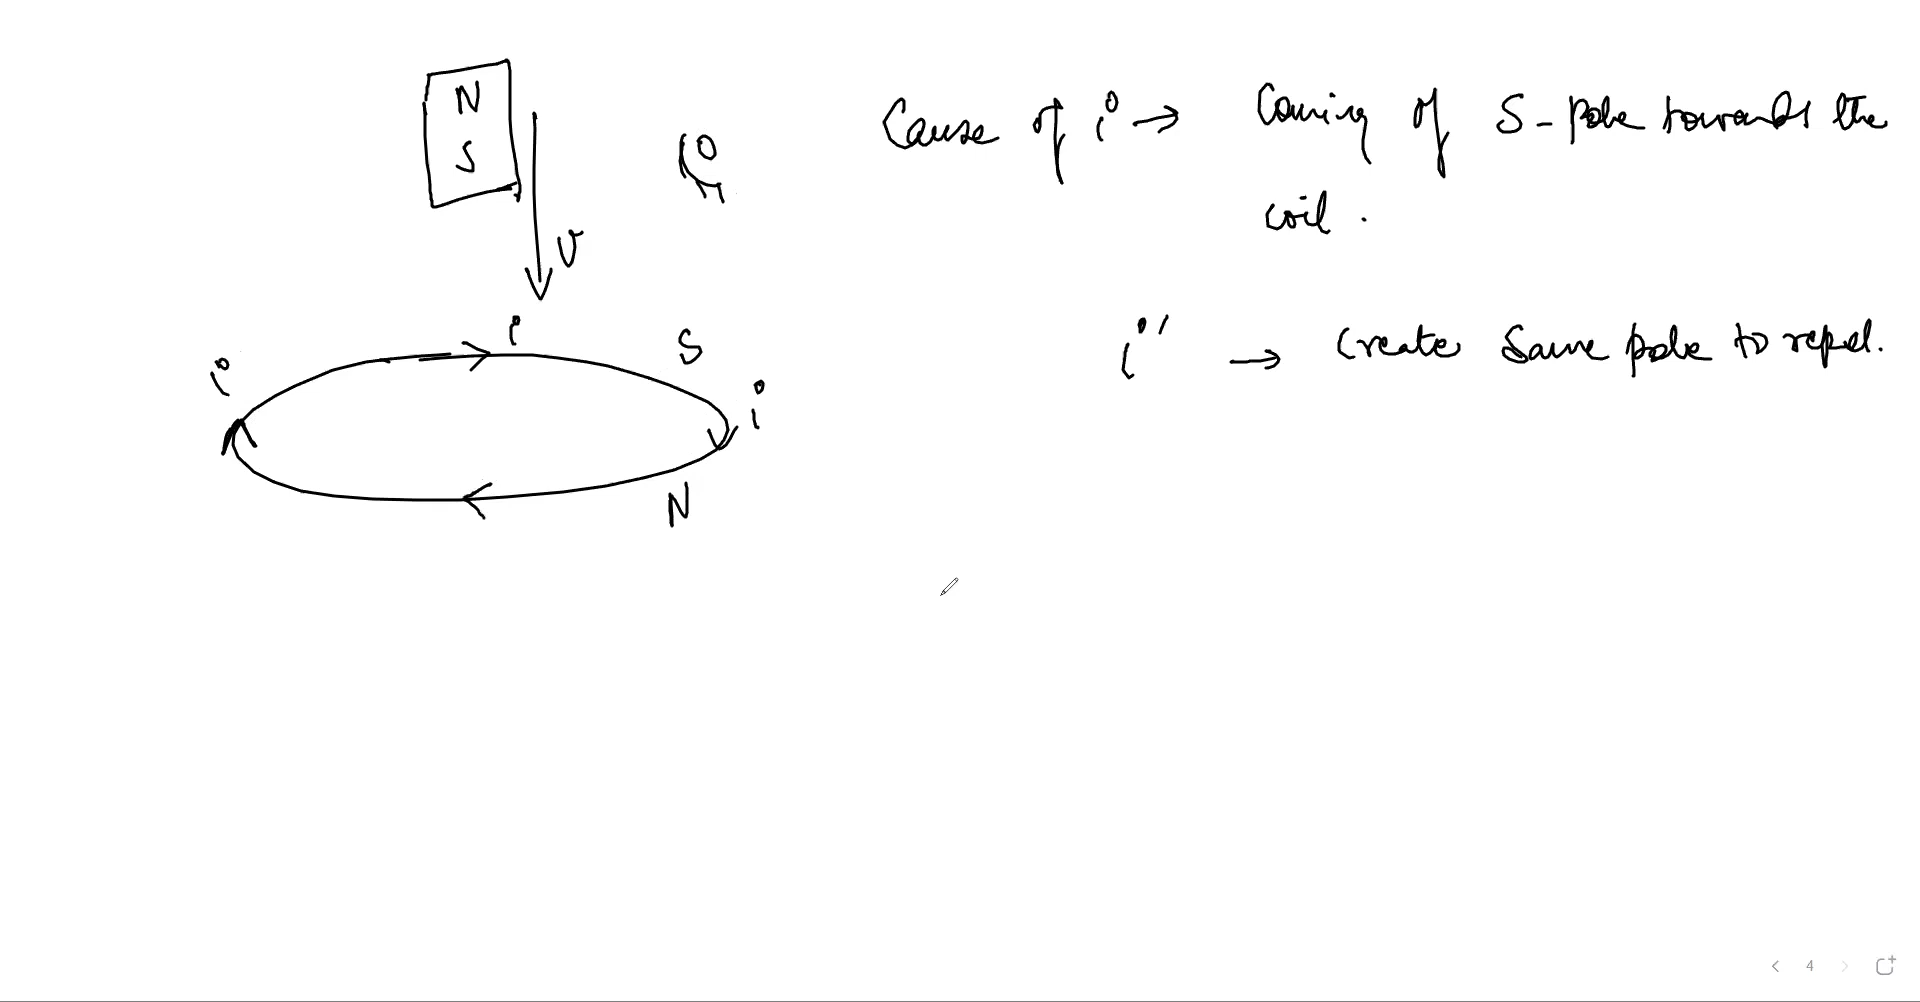 N
S
v
Cause of i → Coming of S-pole towards the
coil.
i
S
i
i
i' → Create Same pole to repel.
N
4